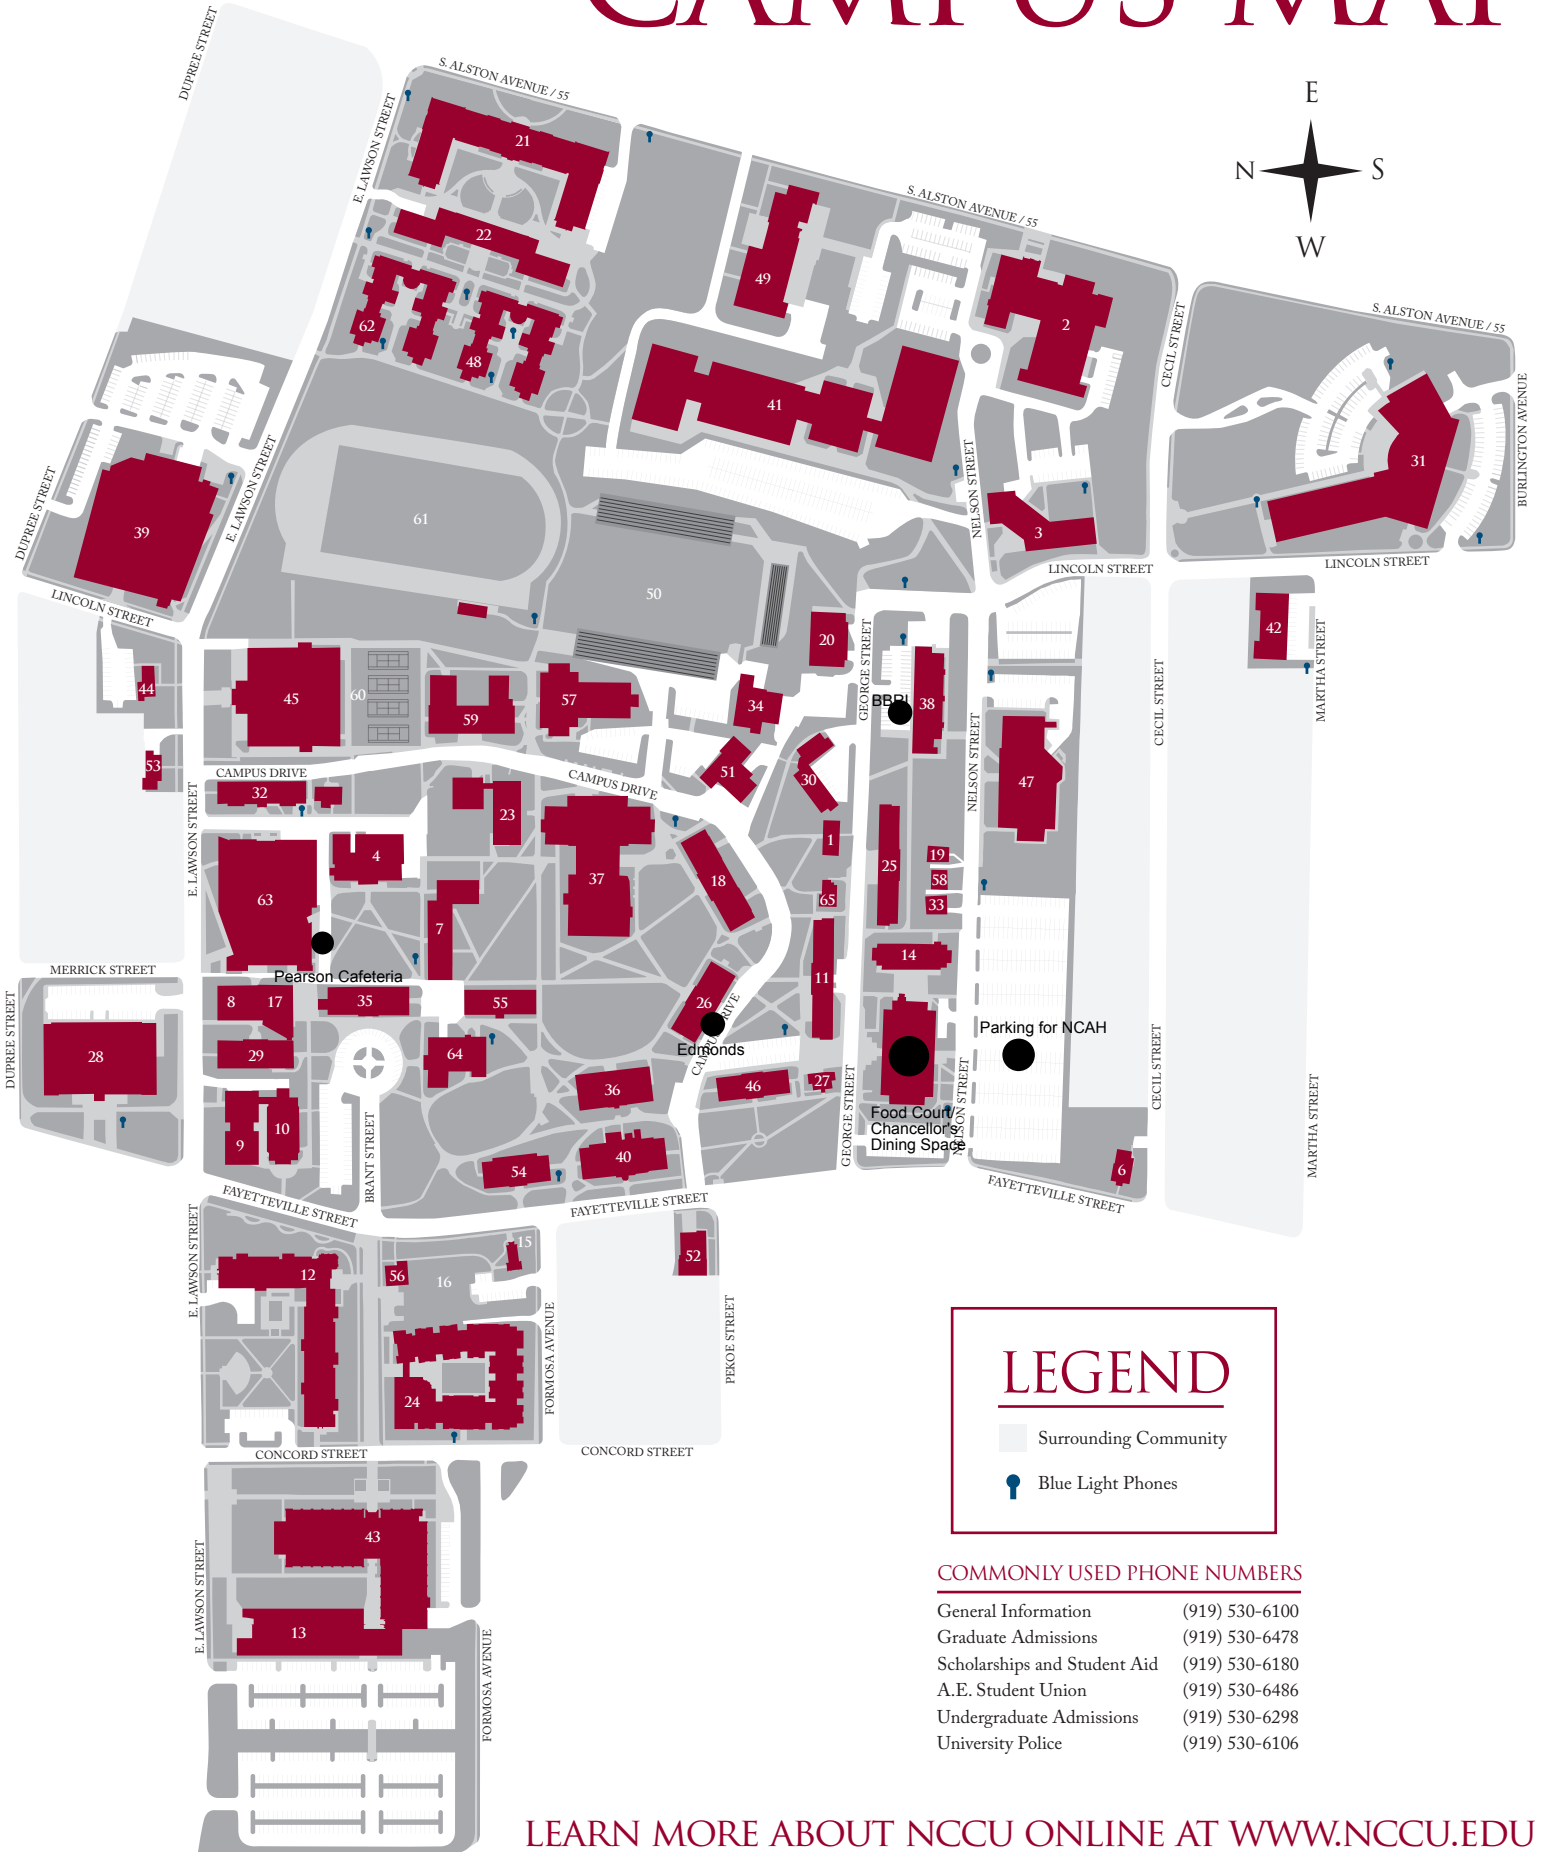 CAMPUS MAP
DUPREE STREET
S. ALSTON AVENUE / 55
E. LAWSON STREET
E
N
S
W
21
22
62
48
49
S. ALSTON AVENUE / 55
2
41
CECIL STREET
S. ALSTON AVENUE / 55
BURLINGTON AVENUE
31
DUPREE STREET
39
E. LAWSON STREET
61
50
NELSON STREET
3
LINCOLN STREET
LINCOLN STREET
LINCOLN STREET
42
MARTHA STREET
44
45
60
59
57
34
20
GEORGE STREET
38
NELSON STREET
47
CECIL STREET
53
CAMPUS DRIVE
CAMPUS DRIVE
51
30
32
23
1
E. LAWSON STREET
4
37
18
25
19
58
33
63
7
65
14
11
MERRICK STREET
Pearson Cafeteria
8
17
35
55
26
CAMPUS DRIVE
Edmonds
Parking for NCAH
DUPREE STREET
28
29
64
36
46
27
GEORGE STREET
Food Court/
Chancellor's
Dining Space
NELSON STREET
CECIL STREET
MARTHA STREET
9
10
BRANT STREET
54
40
6
FAYETTEVILLE STREET
FAYETTEVILLE STREET
FAYETTEVILLE STREET
E. LAWSON STREET
12
56
16
15
52
24
FORMOSA AVENUE
PEKOE STREET
CONCORD STREET
CONCORD STREET
E. LAWSON STREET
43
13
FORMOSA AVENUE
LEGEND
Surrounding Community
Blue Light Phones
COMMONLY USED PHONE NUMBERS
General Information (919) 530-6100
Graduate Admissions (919) 530-6478
Scholarships and Student Aid (919) 530-6180
A.E. Student Union (919) 530-6486
Undergraduate Admissions (919) 530-6298
University Police (919) 530-6106
LEARN MORE ABOUT NCCU ONLINE AT WWW.NCCU.EDU